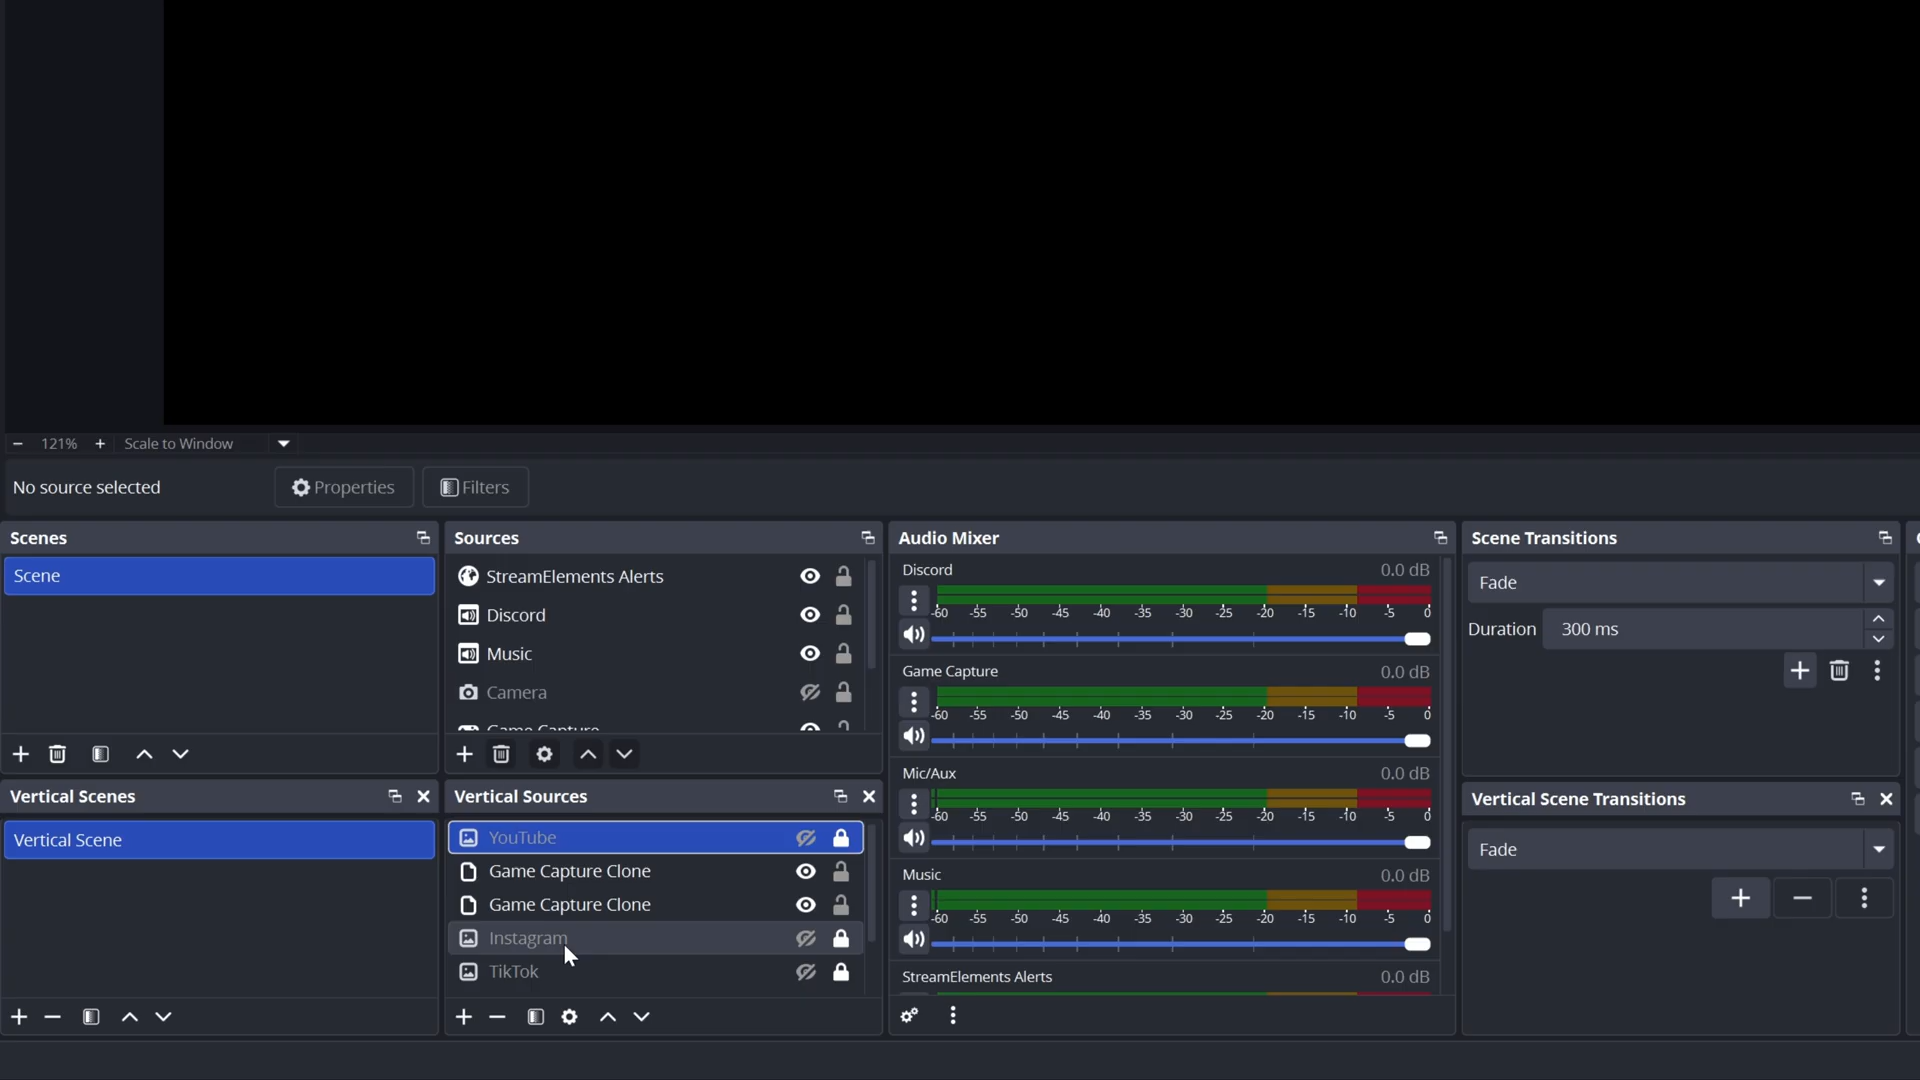 121% Scale to Window
No source selected Properties Filters
Scenes
Scene
Sources
StreamElements Alerts
Discord
Music
Camera
Game Capture
Audio Mixer
Discord 0.0 dB
-60 -55 -50 -45 -40 -35 -30 -25 -20 -15 -10 -5 0
Game Capture 0.0 dB
-60 -55 -50 -45 -40 -35 -30 -25 -20 -15 -10 -5 0
Mic/Aux 0.0 dB
-60 -55 -50 -45 -40 -35 -30 -25 -20 -15 -10 -5 0
Music 0.0 dB
-60 -55 -50 -45 -40 -35 -30 -25 -20 -15 -10 -5 0
StreamElements Alerts 0.0 dB
Scene Transitions
Fade
Duration 300 ms
Vertical Scenes
Vertical Scene
Vertical Sources
YouTube
Game Capture Clone
Game Capture Clone
Instagram
TikTok
Vertical Scene Transitions
Fade